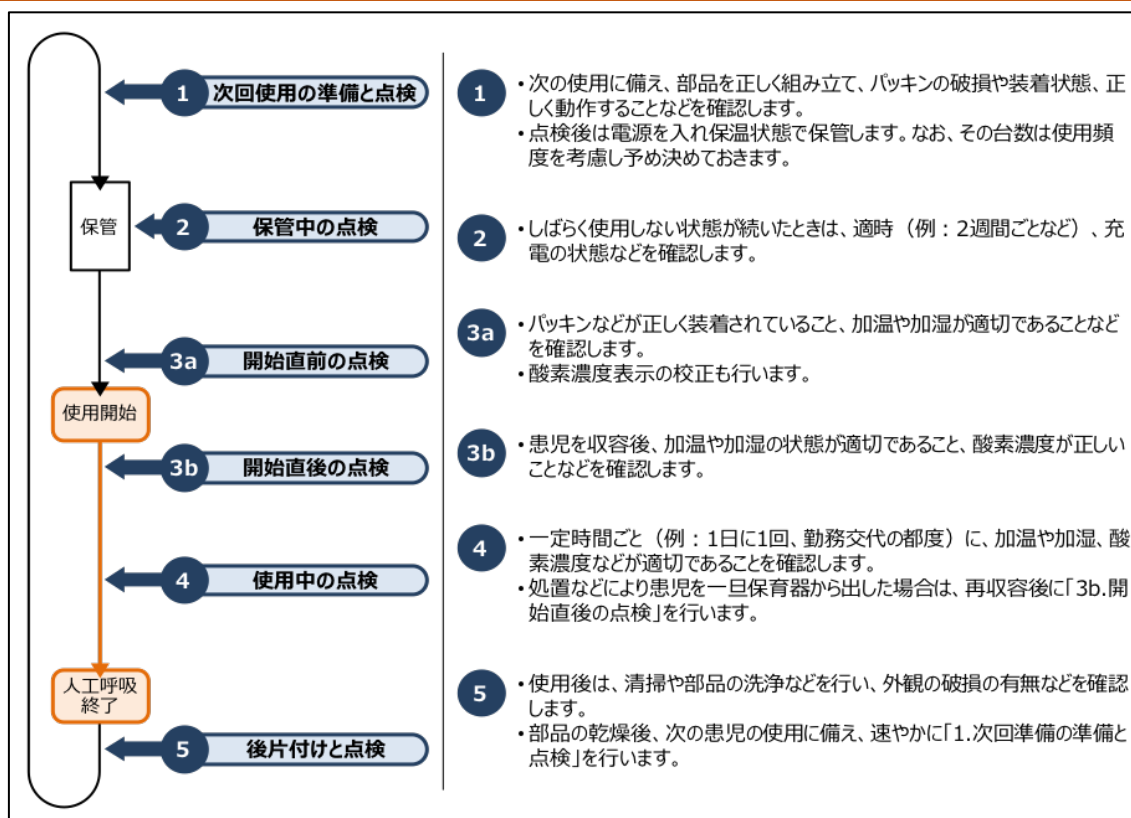 1 次回使用の準備と点検
保管
2 保管中の点検
3a 開始直前の点検
使用開始
3b 開始直後の点検
4 使用中の点検
人工呼吸
終了
5 後片付けと点検
1
•次の使用に備え、部品を正しく組み立て、パッキンの破損や装着状態、正
しく動作することなどを確認します。
•点検後は電源を入れ保温状態で保管します。なお、その台数は使用頻
度を考慮し予め決めておきます。
2
•しばらく使用しない状態が続いたときは、適時（例：2週間ごとなど）、充
電の状態などを確認します。
3a
•パッキンなどが正しく装着されていること、加温や加湿が適切であることなど
を確認します。
•酸素濃度表示の校正も行います。
3b
•患児を収容後、加温や加湿の状態が適切であること、酸素濃度が正しい
ことなどを確認します。
4
•一定時間ごと（例：1日に1回、勤務交代の都度）に、加温や加湿、酸
素濃度などが適切であることを確認します。
•処置などにより患児を一旦保育器から出した場合は、再収容後に「3b.開
始直後の点検」を行います。
5
•使用後は、清掃や部品の洗浄などを行い、外観の破損の有無などを確認
します。
•部品の乾燥後、次の患児の使用に備え、速やかに「1.次回準備の準備と
点検」を行います。